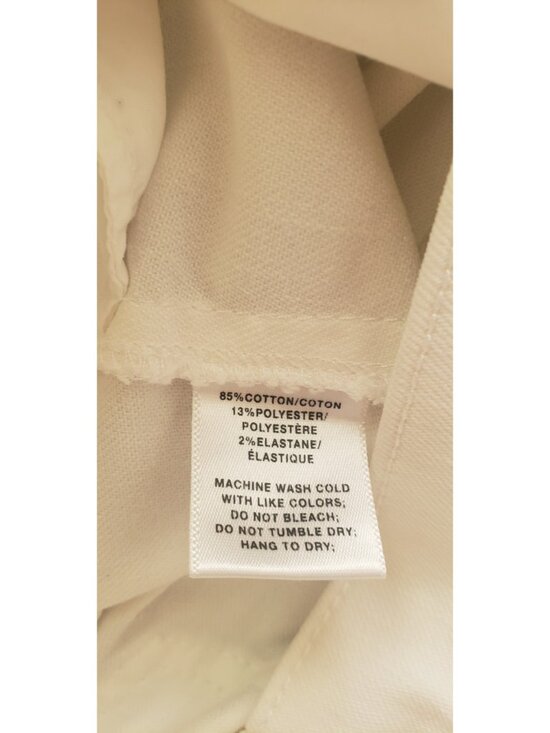 85%COTTON/COTON
13%POLYESTER/
POLYESTÈRE
2%ELASTANE/
ÉLASTIQUE
MACHINE WASH COLD
WITH LIKE COLORS;
DO NOT BLEACH;
DO NOT TUMBLE DRY;
HANG TO DRY;